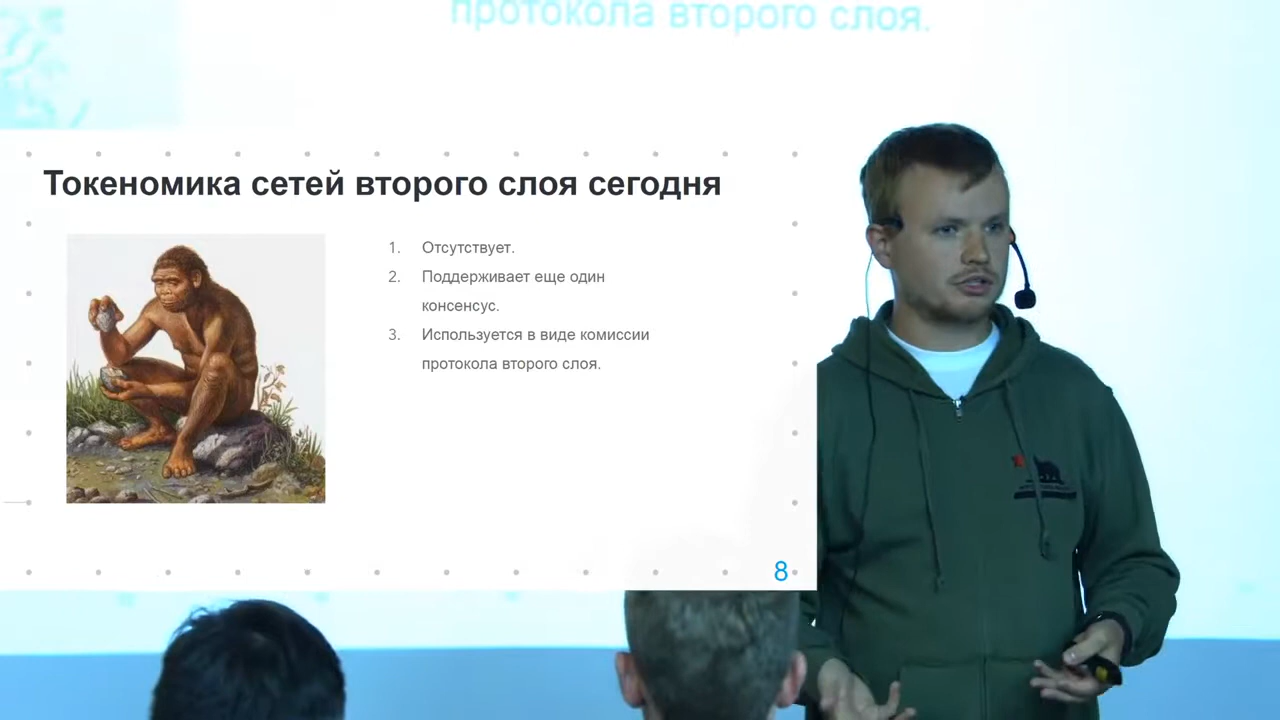 протокола второго слоя.
Токеномика сетей второго слоя сегодня
1. Отсутствует.
2. Поддерживает еще один
консенсус.
3. Используется в виде комиссии
протокола второго слоя.
8